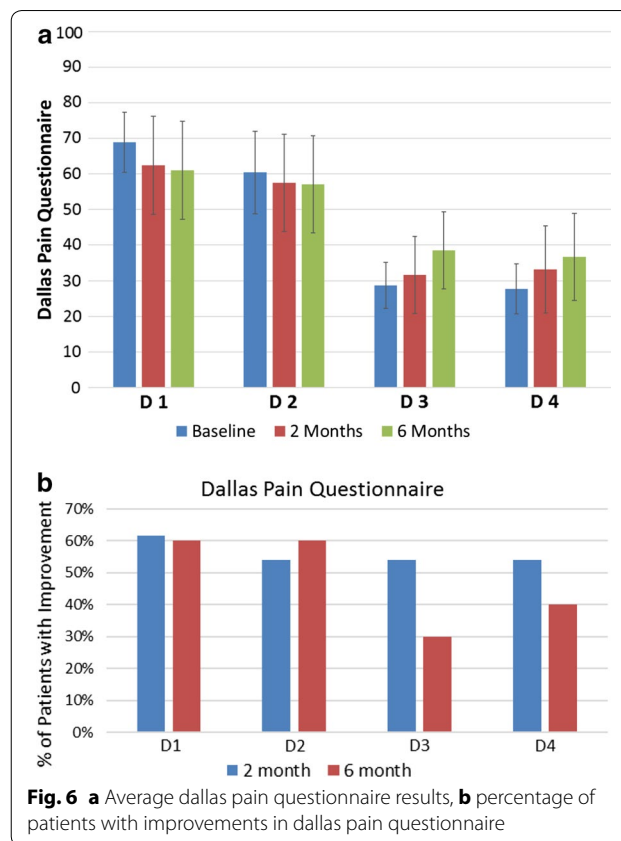 a
100
90
80
70
60
50
40
30
20
10
0
Dallas Pain Questionnaire
D 1 D 2 D 3 D 4
Baseline 2 Months 6 Months
b
Dallas Pain Questionnaire
70%
60%
50%
40%
30%
20%
10%
0%
% of Patients with Improvement
D1 D2 D3 D4
2 month 6 month
Fig. 6 a Average dallas pain questionnaire results, b percentage of
patients with improvements in dallas pain questionnaire